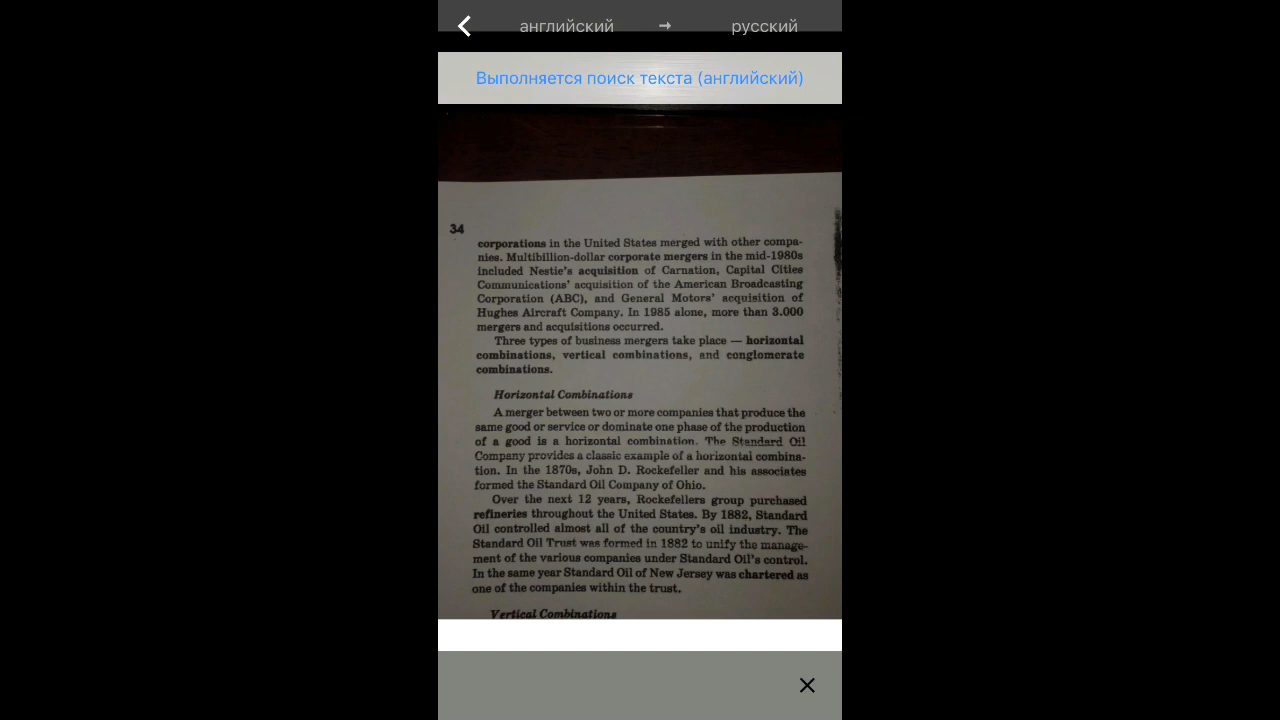 английский → русский
Выполняется поиск текста (английский)
34
corporations in the United States merged with other compa-
nies. Multibillion-dollar corporate mergers in the mid-1980s
included Nestie's acquisition of Carnation, Capital Cities
Communications' acquisition of the American Broadcasting
Corporation (ABC), and General Motors' acquisition of
Hughes Aircraft Company. In 1985 alone, more than 3.000
mergers and acquisitions occurred.
Three types of business mergers take place — horizontal
combinations, vertical combinations, and conglomerate
combinations.
Horizontal Combinations
A merger between two or more companies that produce the
same good or service or dominate one phase of the production
of a good is a horizontal combination. The Standard Oil
Company provides a classic example of a horizontal combina-
tion. In the 1870s, John D. Rockefeller and his associates
formed the Standard Oil Company of Ohio.
Over the next 12 years, Rockefellers group purchased
refineries throughout the United States. By 1882, Standard
Oil controlled almost all of the country's oil industry. The
Standard Oil Trust was formed in 1882 to unify the manage-
ment of the various companies under Standard Oil's control.
In the same year Standard Oil of New Jersey was chartered as
one of the companies within the trust.
Vertical Combinations